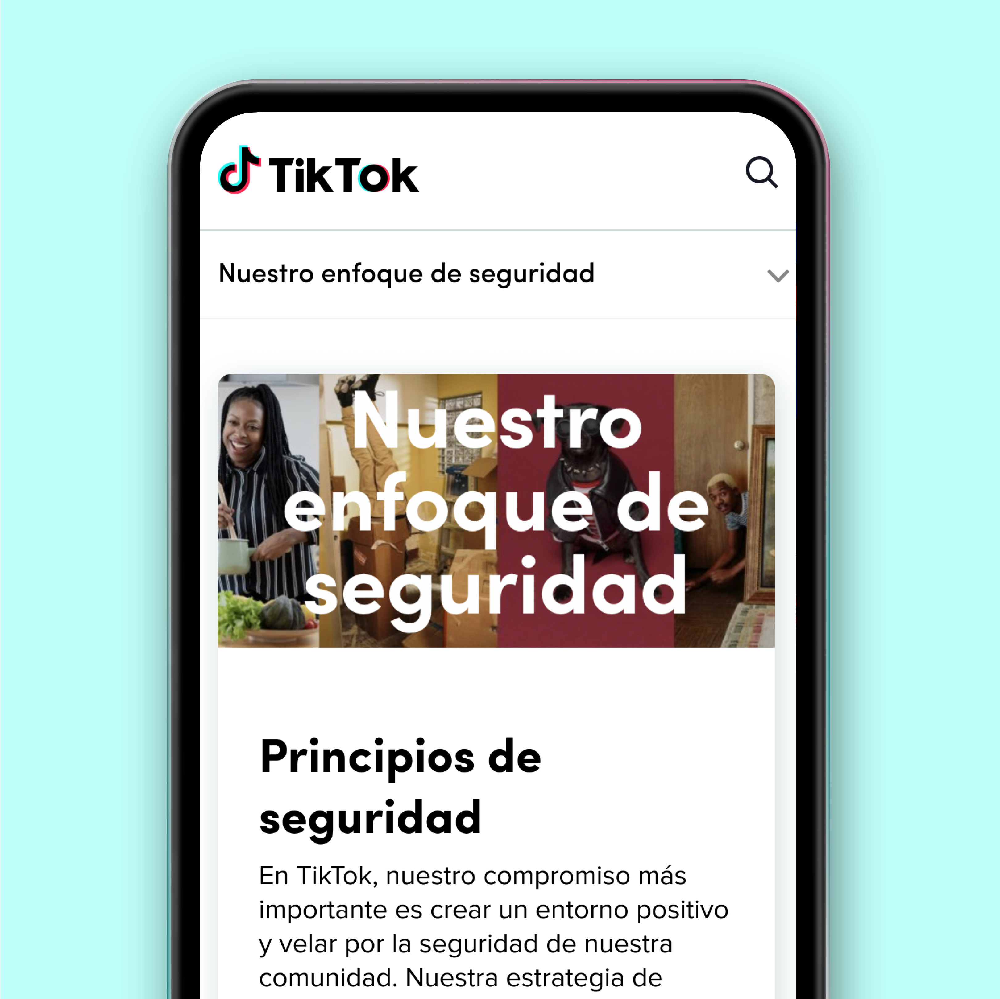 TikTok
Nuestro enfoque de seguridad
Nuestro
enfoque de
seguridad
Principios de
seguridad
En TikTok, nuestro compromiso más
importante es crear un entorno positivo
y velar por la seguridad de nuestra
comunidad. Nuestra estrategia de